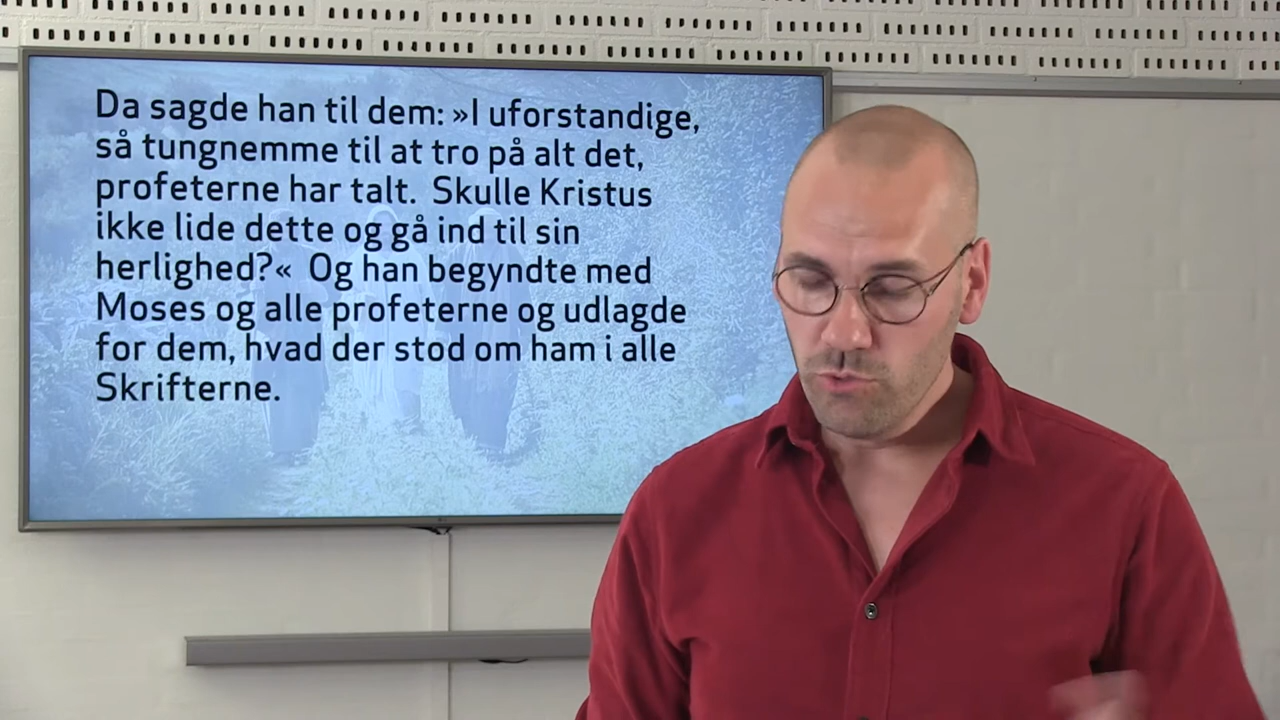 Da sagde han til dem: »I uforstandige,
så tungnemme til at tro på alt det,
profeterne har talt.  Skulle Kristus
ikke lide dette og gå ind til sin
herlighed?«  Og han begyndte med
Moses og alle profeterne og udlagde
for dem, hvad der stod om ham i alle
Skrifterne.